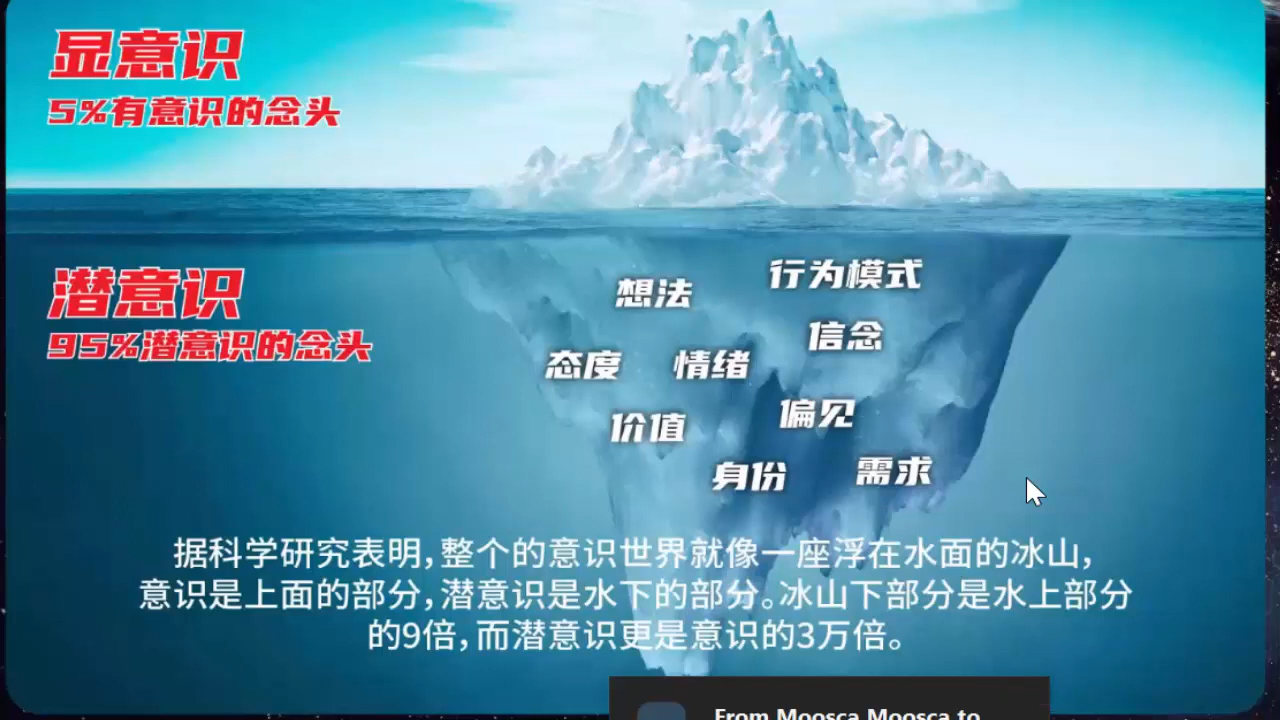 显意识
5%有意识的念头
潜意识
95%潜意识的念头
想法
行为模式
信念
态度
情绪
价值
偏见
身份
需求
据科学研究表明，整个的意识世界就像一座浮在水面的冰山，
意识是上面的部分，潜意识是水下的部分。冰山下部分是水上部分
的9倍，而潜意识更是意识的3万倍。
From Moosca Moosca to